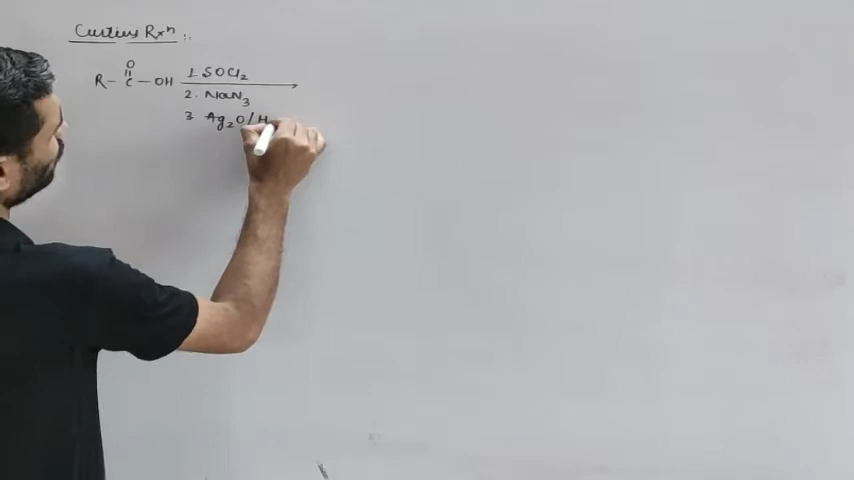 Curtius Rxⁿ :.
O
||
R – C – OH 1. SOCl₂
2. NaN₃
3 Ag₂O/H